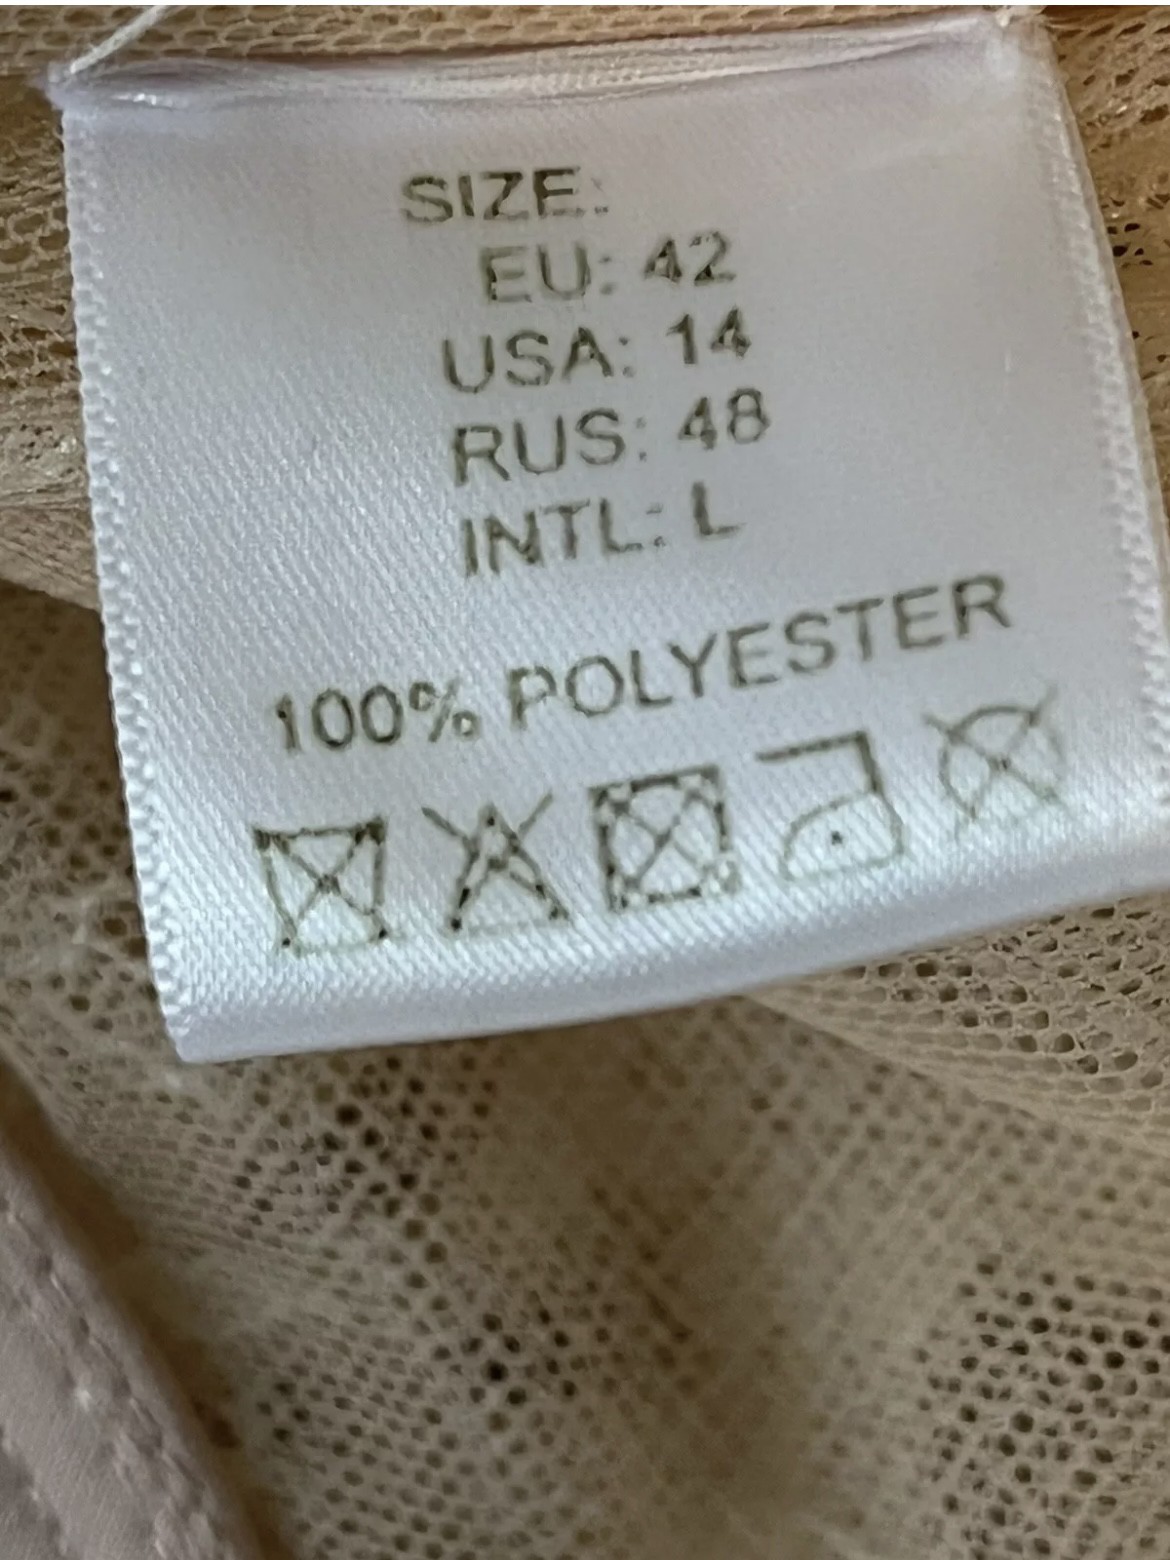 SIZE:
EU: 42
USA: 14
RUS: 48
INTL: L
100% POLYESTER